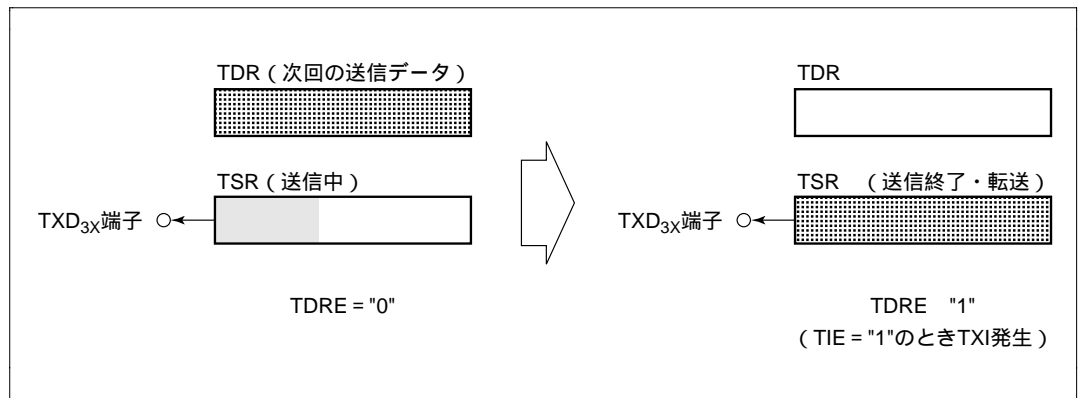 TDR（次回の送信データ）
TSR（送信中）
TXD3X端子
TDRE = "0"
TDR
TSR （送信終了・転送）
TXD3X端子
TDRE "1"
（TIE = "1"のときTXI発生）